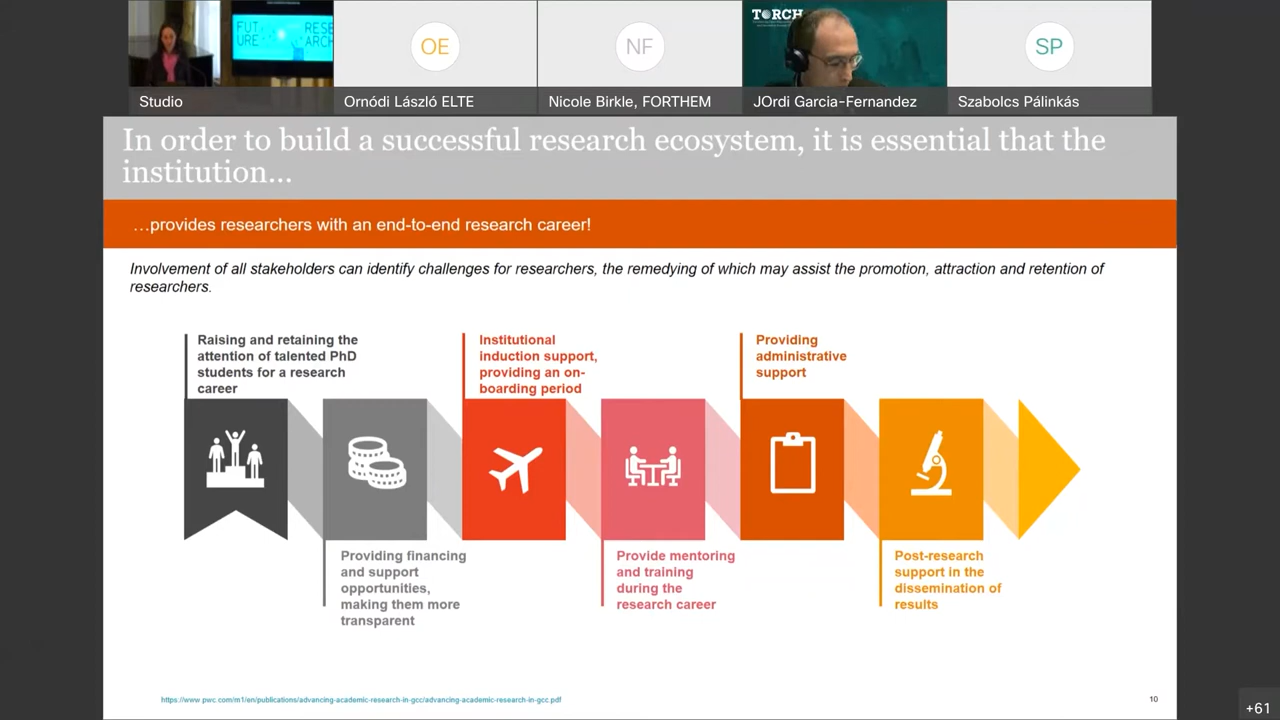 FUT
URE
RESE
ARCH
OE
NF
TORCH
SP
Studio
Ornódi László ELTE
Nicole Birkle, FORTHEM
JOrdi Garcia-Fernandez
Szabolcs Pálinkás
In order to build a successful research ecosystem, it is essential that the
institution...
...provides researchers with an end-to-end research career!
Involvement of all stakeholders can identify challenges for researchers, the remedying of which may assist the promotion, attraction and retention of
researchers.
Raising and retaining the
attention of talented PhD
students for a research
career
Providing financing
and support
opportunities,
making them more
transparent
Institutional
induction support,
providing an on-
boarding period
Provide mentoring
and training
during the
research career
Providing
administrative
support
Post-research
support in the
dissemination of
results
https://www.pwc.com/m1/en/publications/advancing-academic-research-in-gcc/advancing-academic-research-in-gcc.pdf
10
+61